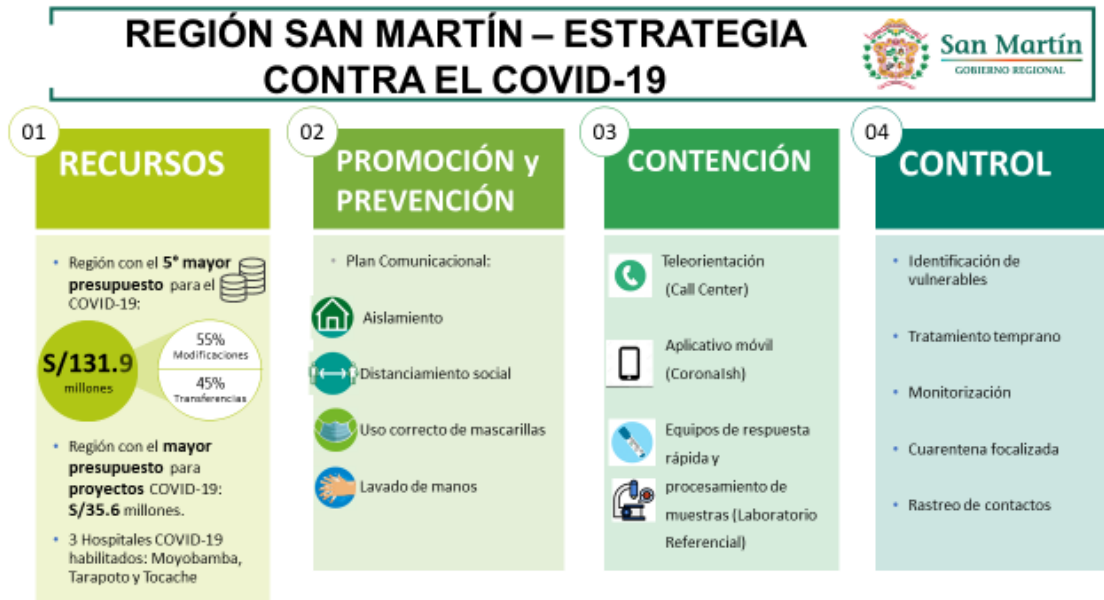 REGIÓN SAN MARTÍN – ESTRATEGIA
CONTRA EL COVID-19
San Martín
GOBIERNO REGIONAL
01
RECURSOS
• Región con el 5° mayor
presupuesto para el
COVID-19:
S/131.9
millones
55%
Modificaciones
45%
Transferencias
• Región con el mayor
presupuesto para
proyectos COVID-19:
S/35.6 millones.
• 3 Hospitales COVID-19
habilitados: Moyobamba,
Tarapoto y Tocache
02
PROMOCIÓN y
PREVENCIÓN
• Plan Comunicacional:
Aislamiento
Distanciamiento social
Uso correcto de mascarillas
Lavado de manos
03
CONTENCIÓN
Teleorientación
(Call Center)
Aplicativo móvil
(CoronaIsh)
Equipos de respuesta
rápida y
procesamiento de
muestras (Laboratorio
Referencial)
04
CONTROL
• Identificación de
vulnerables
• Tratamiento temprano
• Monitorización
• Cuarentena focalizada
• Rastreo de contactos